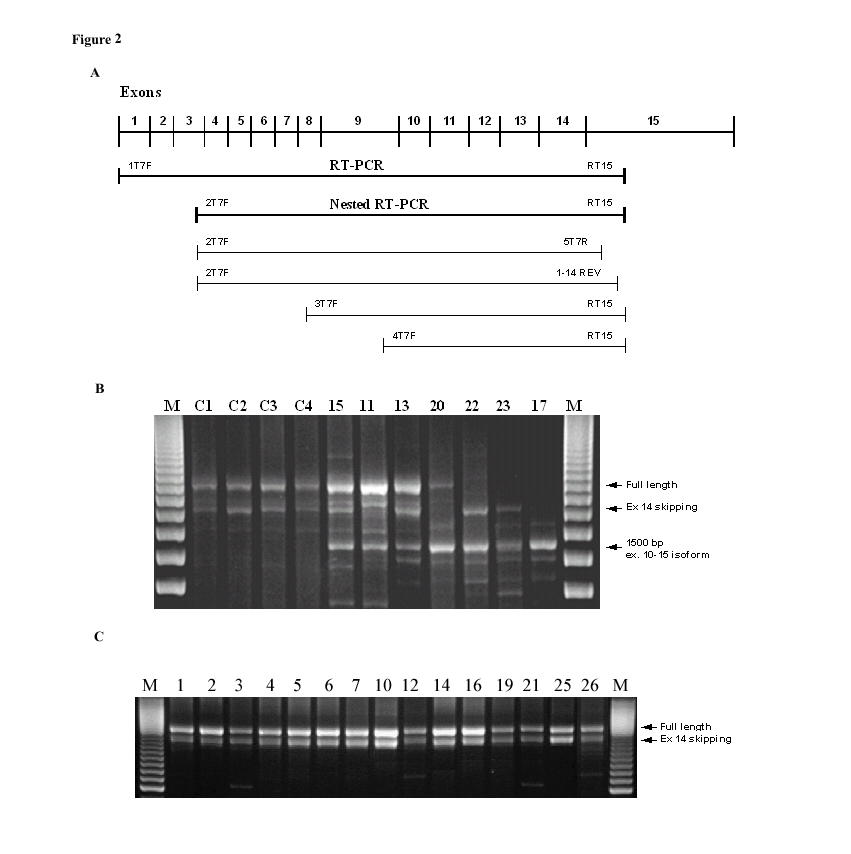 Figure 2
A
Exons
1 2 3 4 5 6 7 8 9 10 11 12 13 14 15
1T7F RT-PCR RT15
2T7F Nested RT-PCR RT15
2T7F 5T7R
2T7F 1-14 REV
3T7F RT15
4T7F RT15
B
M C1 C2 C3 C4 15 11 13 20 22 23 17 M
Full length
Ex 14 skipping
1500 bp
ex. 10-15 isoform
C
M 1 2 3 4 5 6 7 10 12 14 16 19 21 25 26 M
Full length
Ex 14 skipping